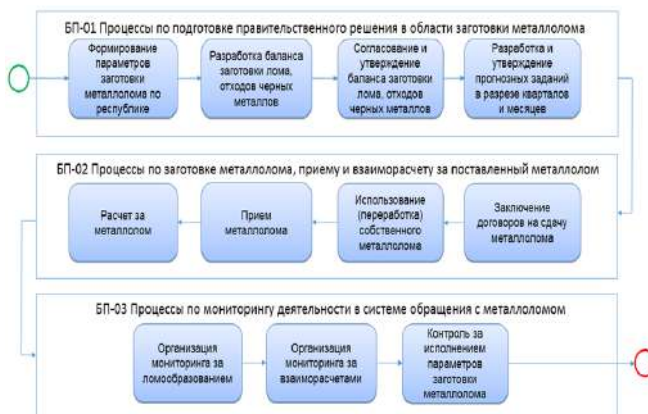 БП-01 Процессы по подготовке правительственного решения в области заготовки металлолома
Формирование
параметров
заготовки
металлолома по
республике
Разработка баланса
заготовки лома,
отходов черных
металлов
Согласование и
утверждение
баланса заготовки
лома, отходов
черных металлов
Разработка и
утверждение
прогнозных заданий
в разрезе кварталов
и месяцев
БП-02 Процессы по заготовке металлолома, приему и взаиморасчету за поставленный металлолом
Расчет за
металлолом
Прием
металлолома
Использование
(переработка)
собственного
металлолома
Заключение
договоров на сдачу
металлолома
БП-03 Процессы по мониторингу деятельности в системе обращения с металлоломом
Организация
мониторинга за
ломообразованием
Организация
мониторинга за
взаиморасчетами
Контроль за
исполнением
параметров
заготовки
металлолома